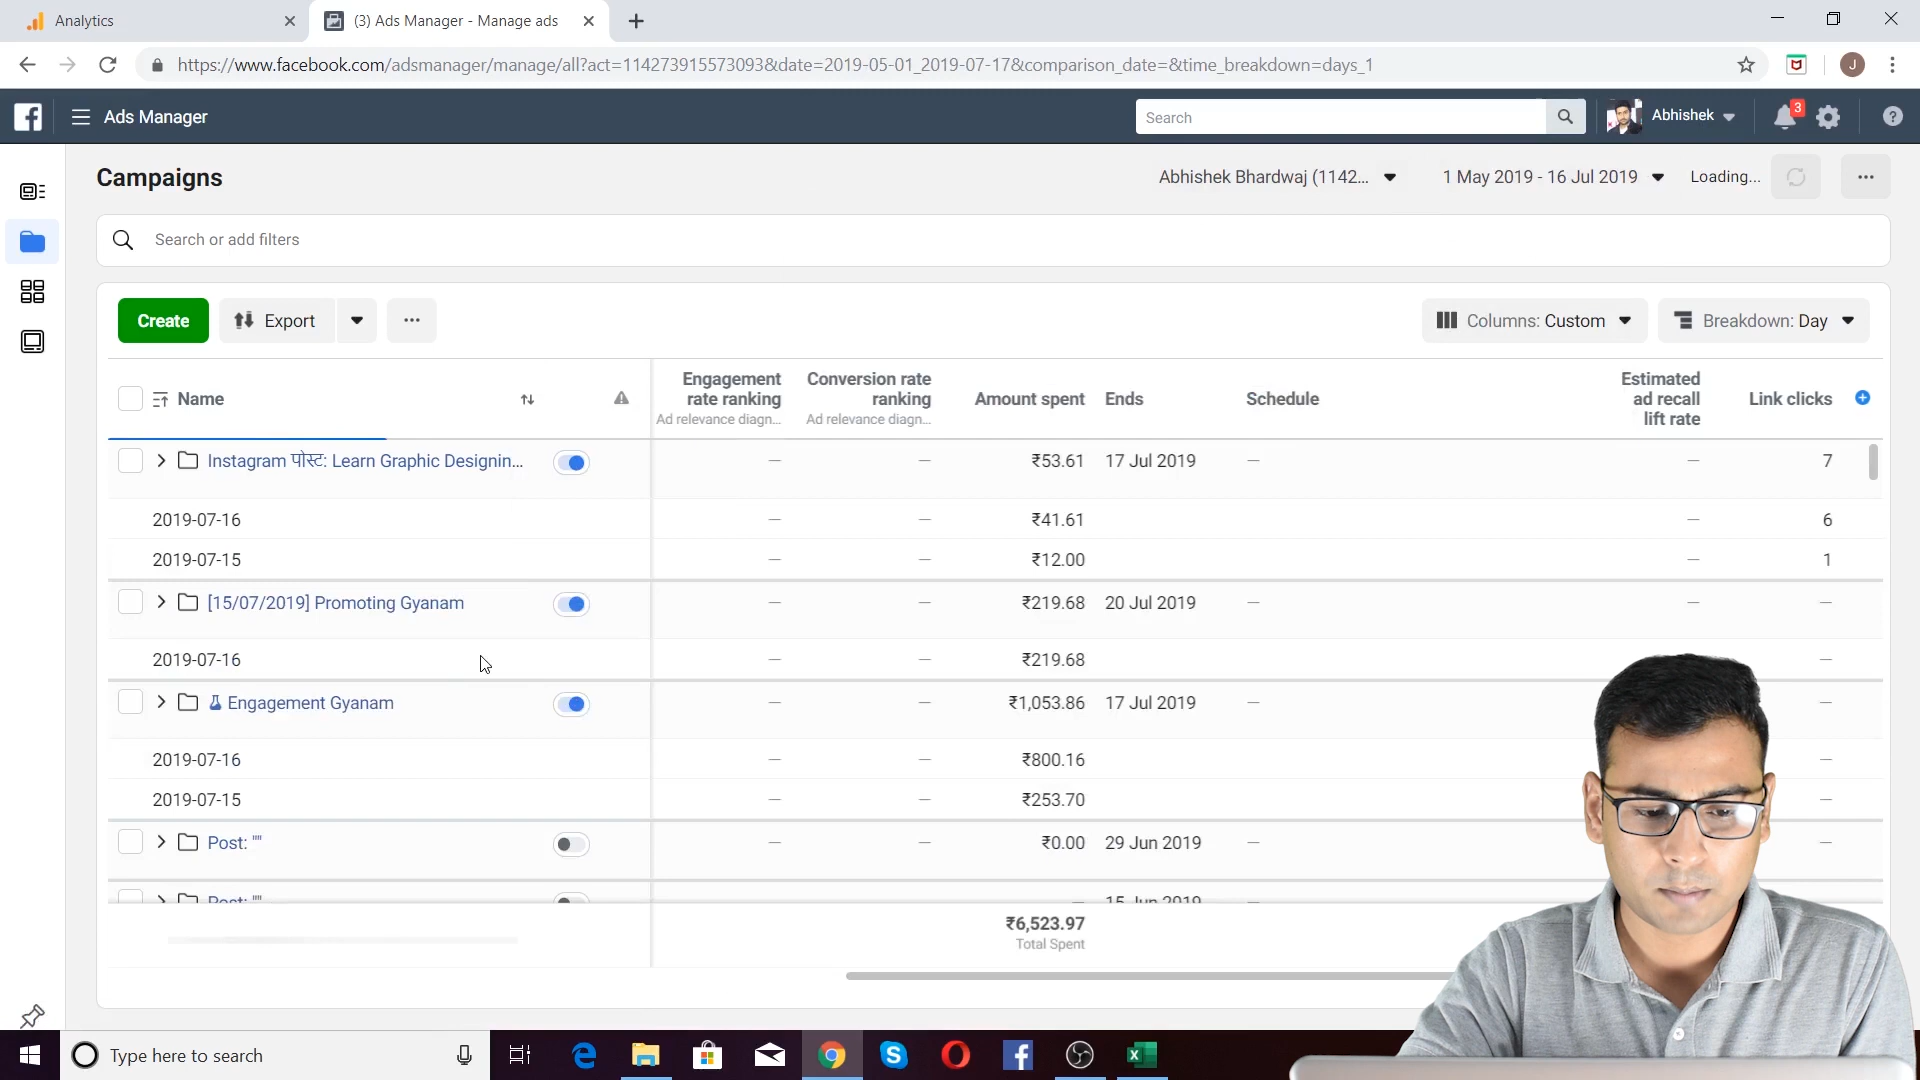 Analytics
(3) Ads Manager - Manage ads
https://www.facebook.com/adsmanager/manage/all?act=114273915573093&date=2019-05-01_2019-07-17&comparison_date=&time_breakdown=days_1
J
Ads Manager
Search
Abhishek
3
Campaigns
Abhishek Bhardwaj (1142...
1 May 2019 - 16 Jul 2019
Loading...
Search or add filters
Create
Export
Columns: Custom
Breakdown: Day
Name
Engagement rate ranking
Ad relevance diagn...
Conversion rate ranking
Ad relevance diagn...
Amount spent
Ends
Schedule
Estimated ad recall lift rate
Link clicks
Instagram पोस्ट: Learn Graphic Designin... — — ₹53.61 17 Jul 2019 — — 7
2019-07-16 — — ₹41.61 — 6
2019-07-15 — — ₹12.00 — 1
[15/07/2019] Promoting Gyanam — — ₹219.68 20 Jul 2019 — — —
2019-07-16 — — ₹219.68 —
Engagement Gyanam — — ₹1,053.86 17 Jul 2019 — —
2019-07-16 — — ₹800.16 —
2019-07-15 — — ₹253.70 —
Post: "" — — ₹0.00 29 Jun 2019 — —
Post: "" — 15 Jun 2019 —
₹6,523.97
Total Spent
Type here to search